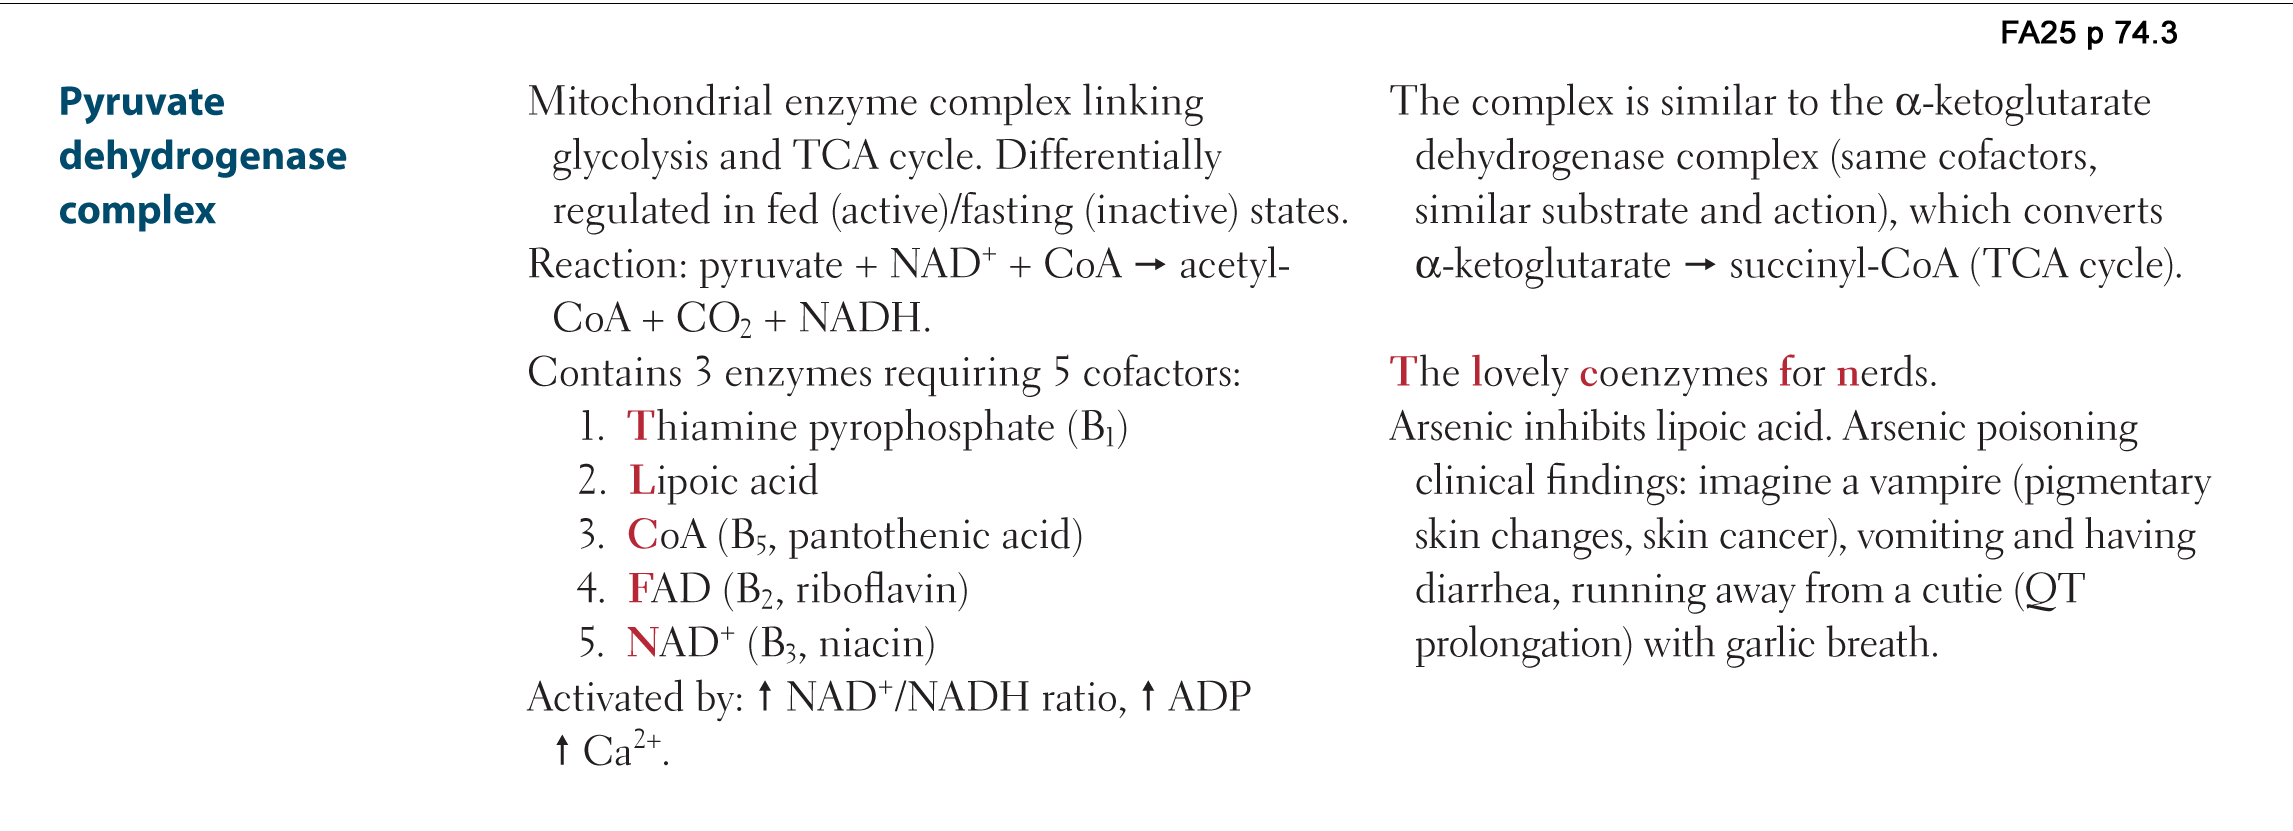 FA25 p 74.3
Pyruvate
dehydrogenase
complex
Mitochondrial enzyme complex linking
glycolysis and TCA cycle. Differentially
regulated in fed (active)/fasting (inactive) states.
Reaction: pyruvate + NAD⁺ + CoA → acetyl-
CoA + CO₂ + NADH.
Contains 3 enzymes requiring 5 cofactors:
1. Thiamine pyrophosphate (B₁)
2. Lipoic acid
3. CoA (B₅, pantothenic acid)
4. FAD (B₂, riboflavin)
5. NAD⁺ (B₃, niacin)
Activated by: ↑ NAD⁺/NADH ratio, ↑ ADP
↑ Ca²⁺.
The complex is similar to the α-ketoglutarate
dehydrogenase complex (same cofactors,
similar substrate and action), which converts
α-ketoglutarate → succinyl-CoA (TCA cycle).
The lovely coenzymes for nerds.
Arsenic inhibits lipoic acid. Arsenic poisoning
clinical findings: imagine a vampire (pigmentary
skin changes, skin cancer), vomiting and having
diarrhea, running away from a cutie (QT
prolongation) with garlic breath.